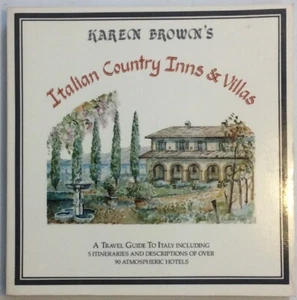 KAREN BROWN'S
Italian Country Inns & Villas
A TRAVEL GUIDE TO ITALY INCLUDING
5 ITINERARIES AND DESCRIPTIONS OF OVER
90 ATMOSPHERIC HOTELS